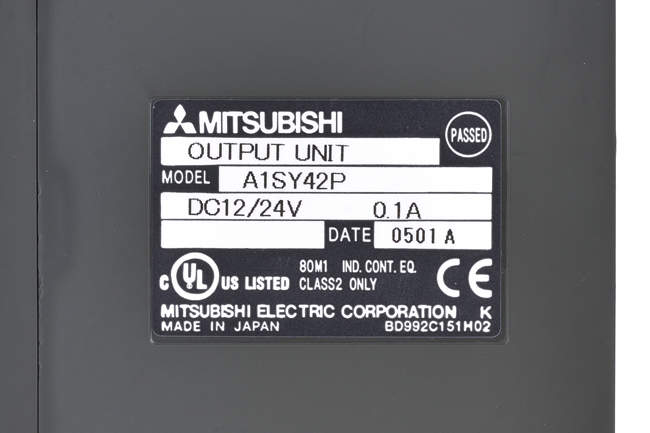 MITSUBISHI
PASSED
OUTPUT UNIT
MODEL A1SY42P
DC12/24V 0.1A
DATE 0501 A
C UL US LISTED
80M1 IND. CONT. EQ.
CLASS2 ONLY
CE
MITSUBISHI ELECTRIC CORPORATION K
MADE IN JAPAN BD992C151H02